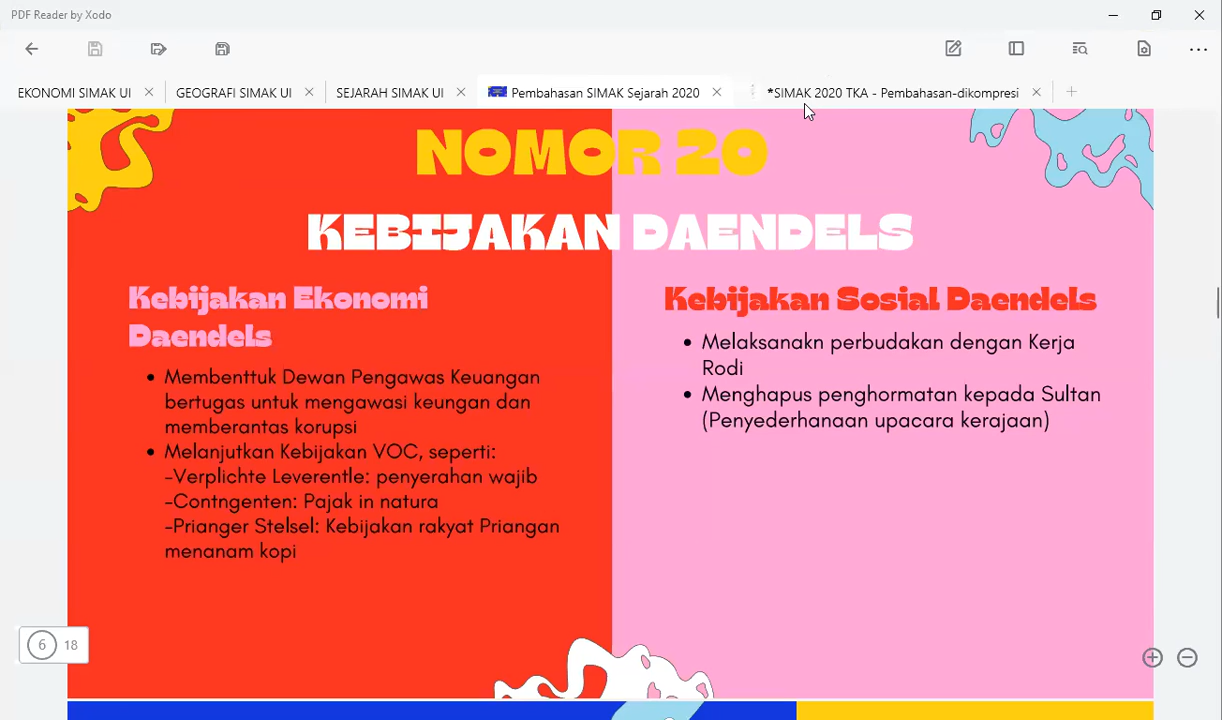 PDF Reader by Xodo
EKONOMI SIMAK UI
GEOGRAFI SIMAK UI
SEJARAH SIMAK UI
Pembahasan SIMAK Sejarah 2020
*SIMAK 2020 TKA - Pembahasan-dikompresi
NOMOR 20
KEBIJAKAN DAENDELS
Kebijakan Ekonomi
Daendels
• Membenttuk Dewan Pengawas Keuangan
bertugas untuk mengawasi keungan dan
memberantas korupsi
• Melanjutkan Kebijakan VOC, seperti:
-Verplichte Leverentle: penyerahan wajib
-Contngenten: Pajak in natura
-Prianger Stelsel: Kebijakan rakyat Priangan
menanam kopi
Kebijakan Sosial Daendels
• Melaksanakn perbudakan dengan Kerja
Rodi
• Menghapus penghormatan kepada Sultan
(Penyederhanaan upacara kerajaan)
6 18